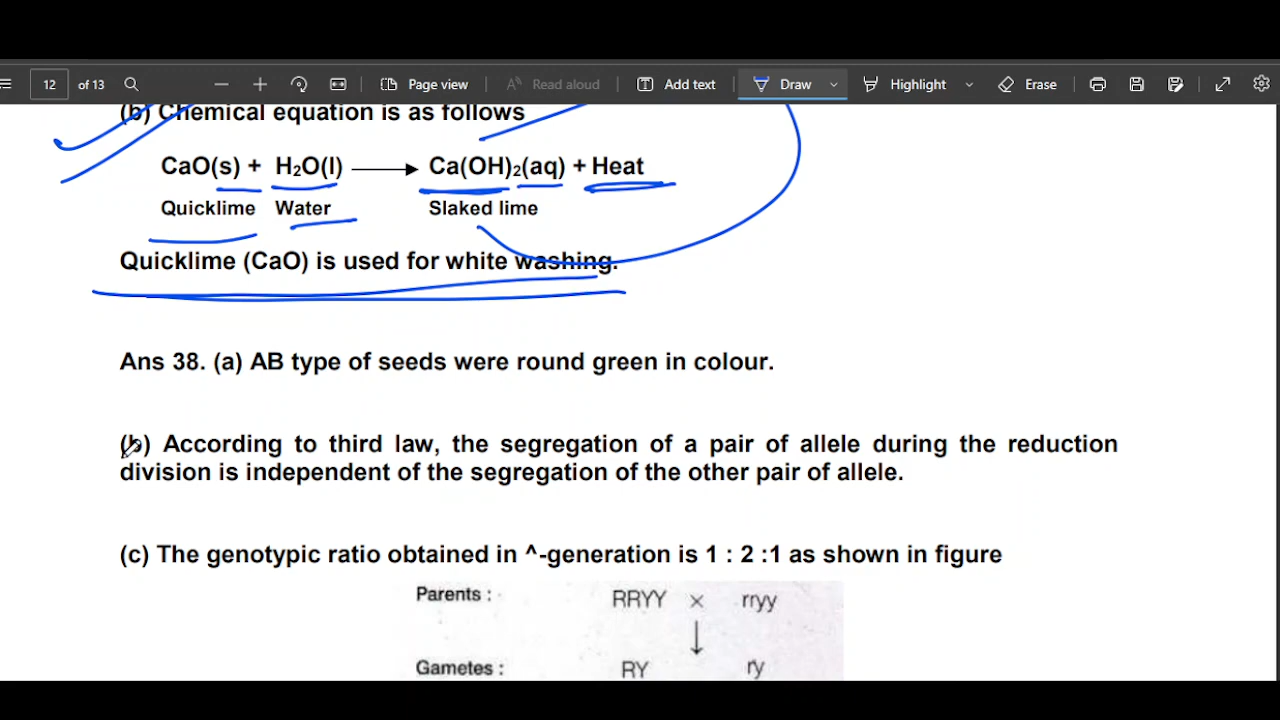 12 of 13 Page view Read aloud Add text Draw Highlight Erase
(b) Chemical equation is as follows
CaO(s) + H₂O(l) ⟶ Ca(OH)₂(aq) + Heat
Quicklime Water Slaked lime
Quicklime (CaO) is used for white washing.
Ans 38. (a) AB type of seeds were round green in colour.
(b) According to third law, the segregation of a pair of allele during the reduction
division is independent of the segregation of the other pair of allele.
(c) The genotypic ratio obtained in ^-generation is 1 : 2 :1 as shown in figure
Parents : RRYY × rryy
Gametes : RY ry